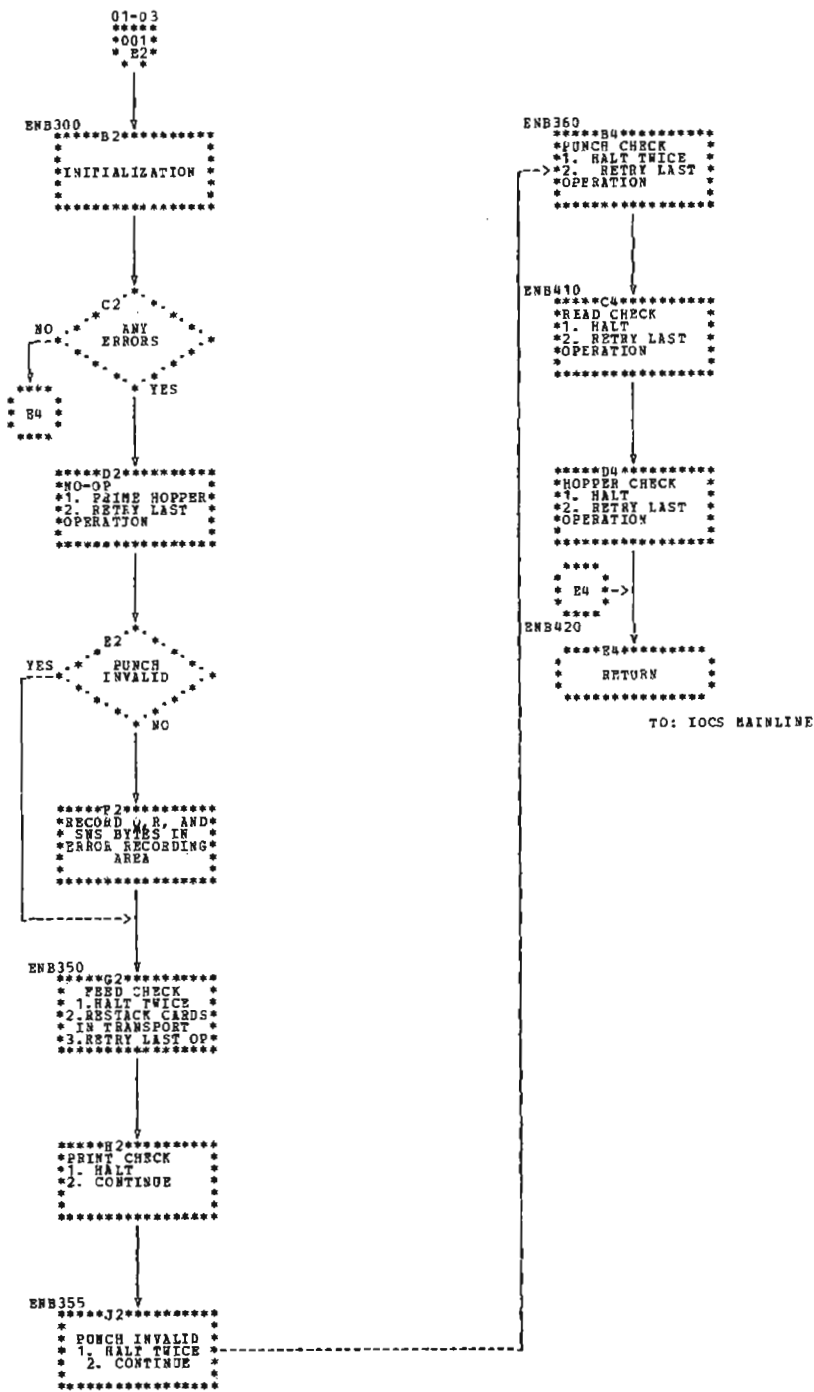 01-03
*001*
* E2*
ENB300
*****B2**********
INITIALIZATION
C2
ANY
ERRORS
NO
YES
E4
*****D2**********
*NO-OP
*1. PRIME HOPPER*
*2. RETRY LAST
OPERATION
E2
PUNCH
INVALID
YES
NO
*****F2**********
*RECORD Q,R, AND*
* SNS BYTES IN *
*ERROR RECORDING*
AREA
ENB350
*****G2**********
* FEED CHECK *
* 1.HALT TWICE *
*2.RESTACK CARDS*
* IN TRANSPORT *
*3.RETRY LAST OP*
*****H2**********
*PRINT CHECK
*1. HALT
*2. CONTINUE
ENB355
*****J2**********
* PUNCH INVALID *
* 1. HALT TWICE *
* 2. CONTINUE *
ENB360
*****B4**********
*PUNCH CHECK
*1. HALT TWICE *
*2. RETRY LAST *
*OPERATION
ENB410
*****C4**********
*READ CHECK
*1. HALT
*2. RETRY LAST *
*OPERATION
*****D4**********
*HOPPER CHECK
*1. HALT
*2. RETRY LAST *
*OPERATION
E4
ENB420
****E4*********
RETURN
TO: IOCS MAINLINE